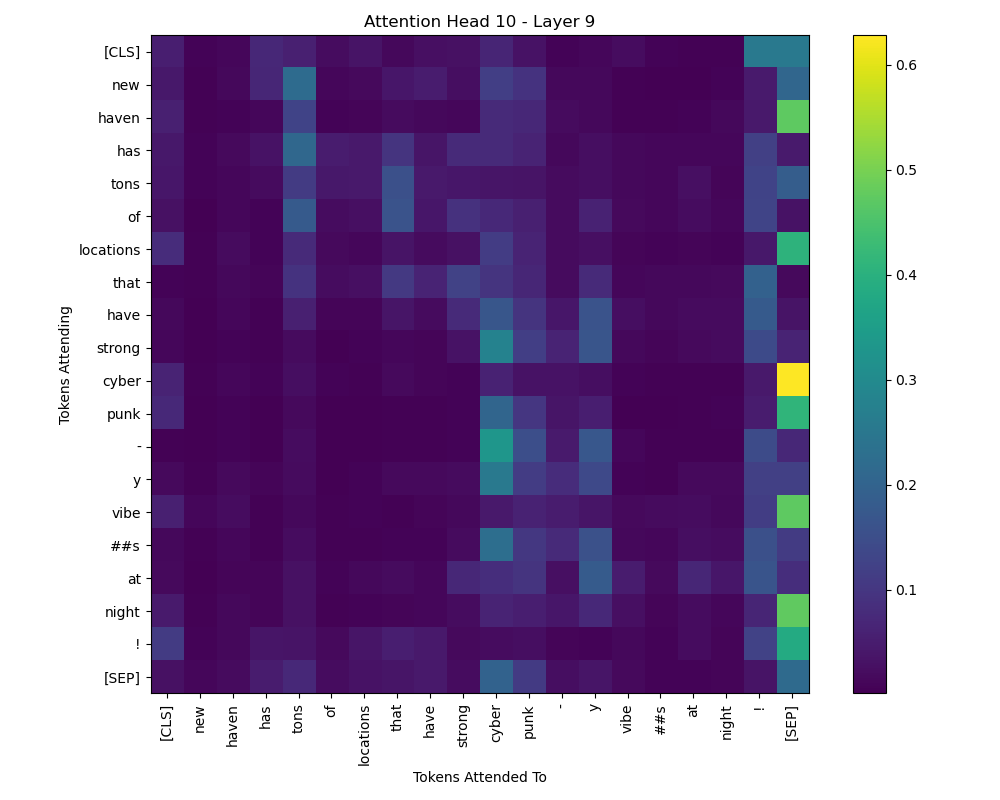 Attention Head 10 - Layer 9
Tokens Attending
[CLS]
new
haven
has
tons
of
locations
that
have
strong
cyber
punk
-
y
vibe
##s
at
night
!
[SEP]
[CLS] new haven has tons of locations that have strong cyber punk - y vibe ##s at night ! [SEP]
Tokens Attended To
0.6
0.5
0.4
0.3
0.2
0.1